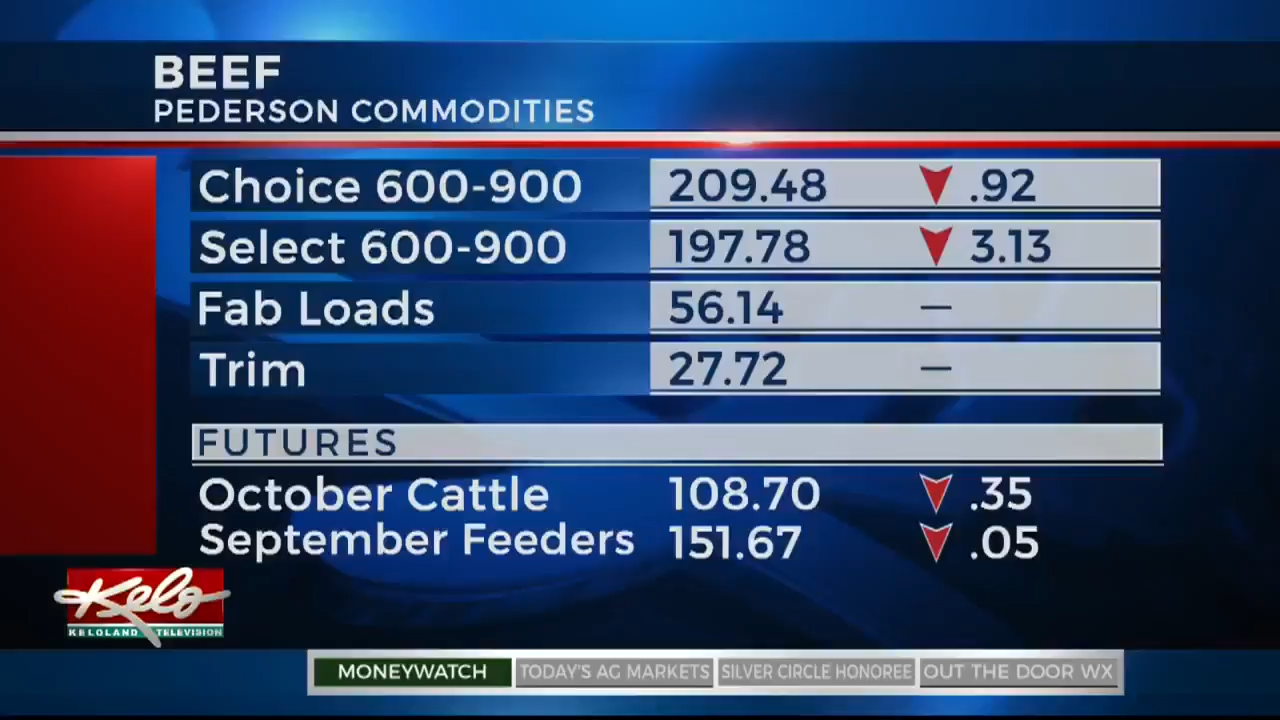 BEEF
PEDERSON COMMODITIES
Choice 600-900 209.48 .92
Select 600-900 197.78 3.13
Fab Loads 56.14 —
Trim 27.72 —
FUTURES
October Cattle 108.70 .35
September Feeders 151.67 .05
Kelo
KELOLAND TELEVISION
MONEYWATCH TODAY'S AG MARKETS SILVER CIRCLE HONOREE OUT THE DOOR WX